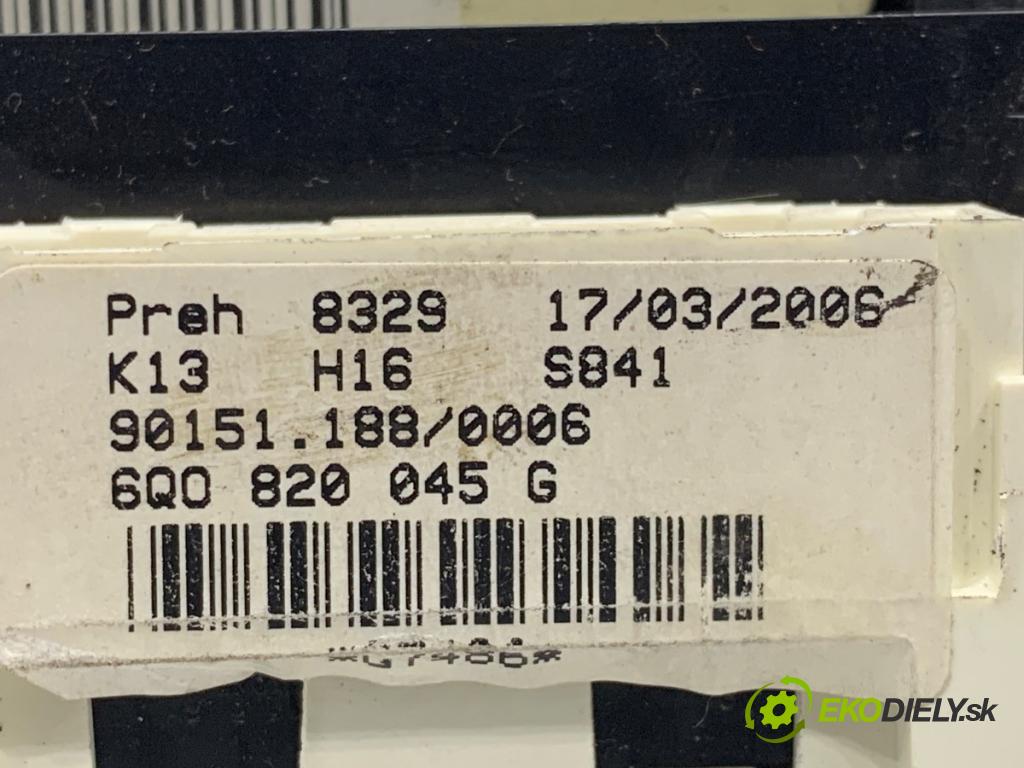 Preh 8329 17/03/2006
K13 H16 S841
90151.188/0006
6Q0 820 045 G
EKODIELY.sk